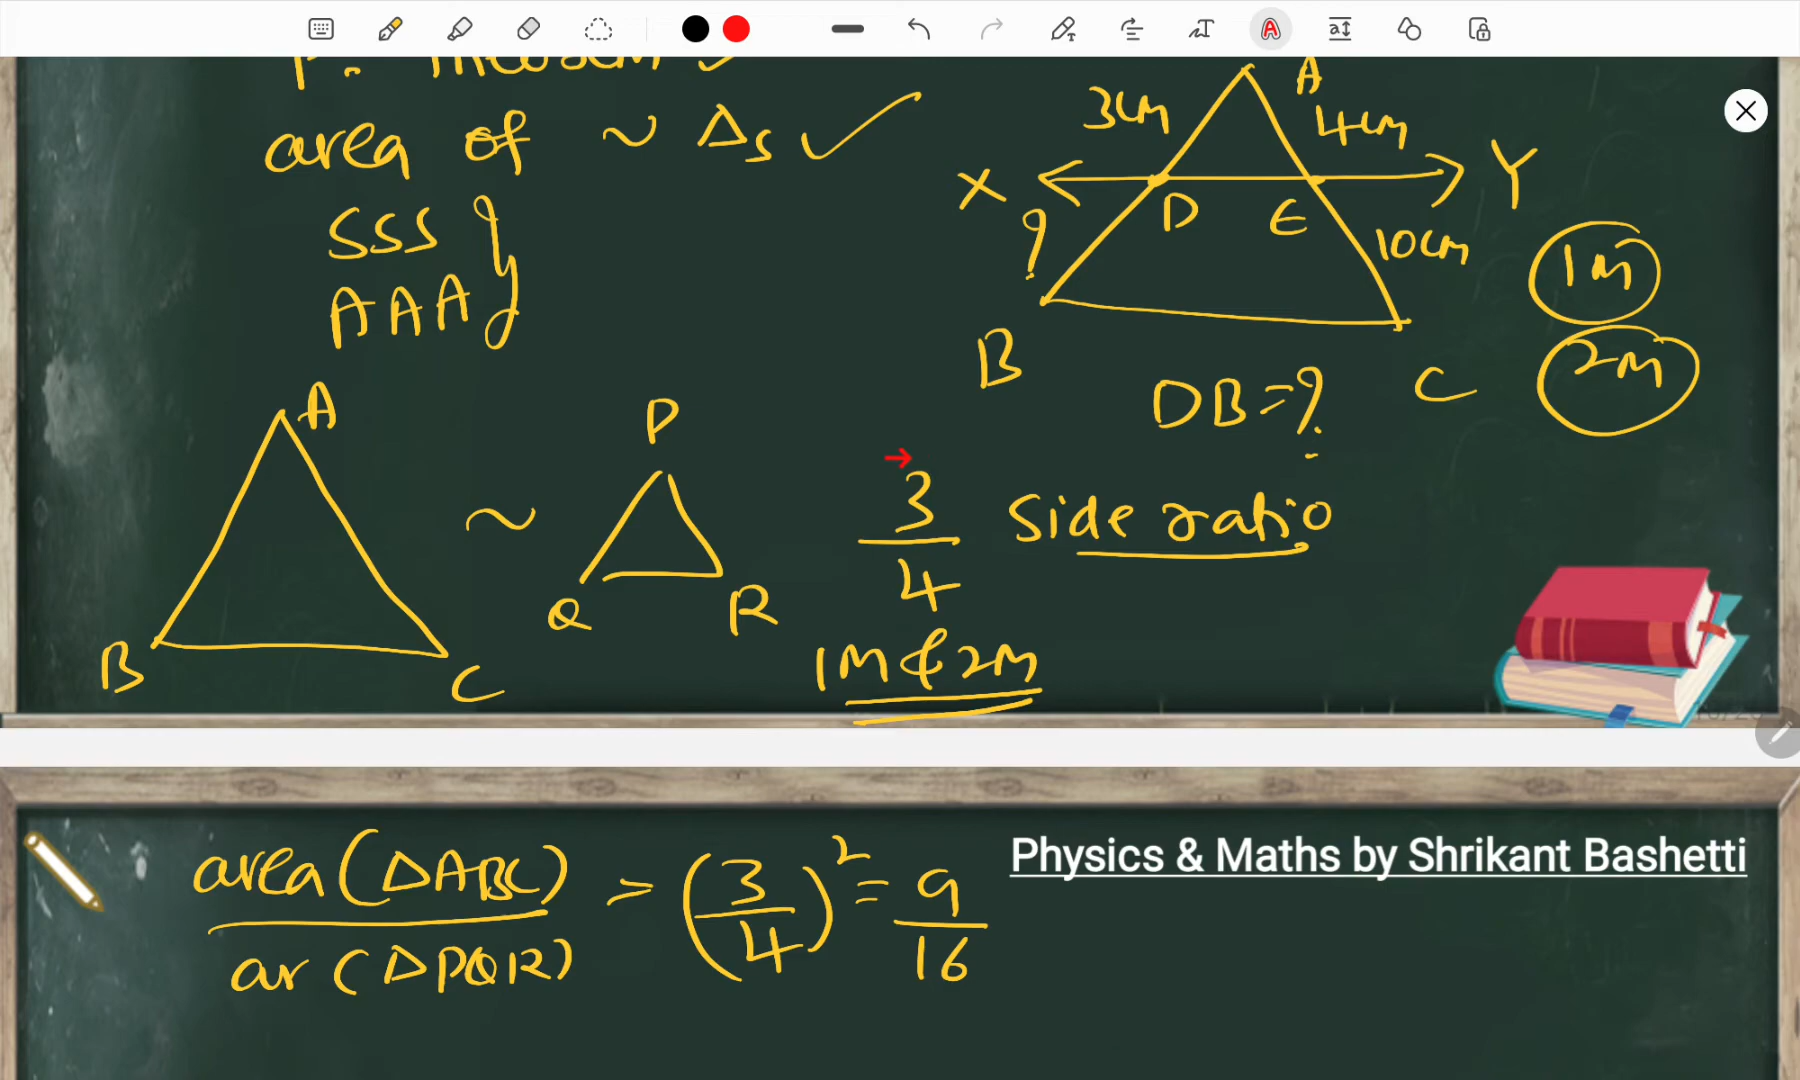 area of ~ Δs ✓
SSS
AAA
A
3cm
4cm
X
Y
D
E
?
10cm
1M
B
C
2M
DB=?
A
P
~
3/4 Side ratio
B
C
Q
R
1M & 2M
area(ΔABC)/ar(ΔPQR) = (3/4)² = 9/16
Physics & Maths by Shrikant Bashetti